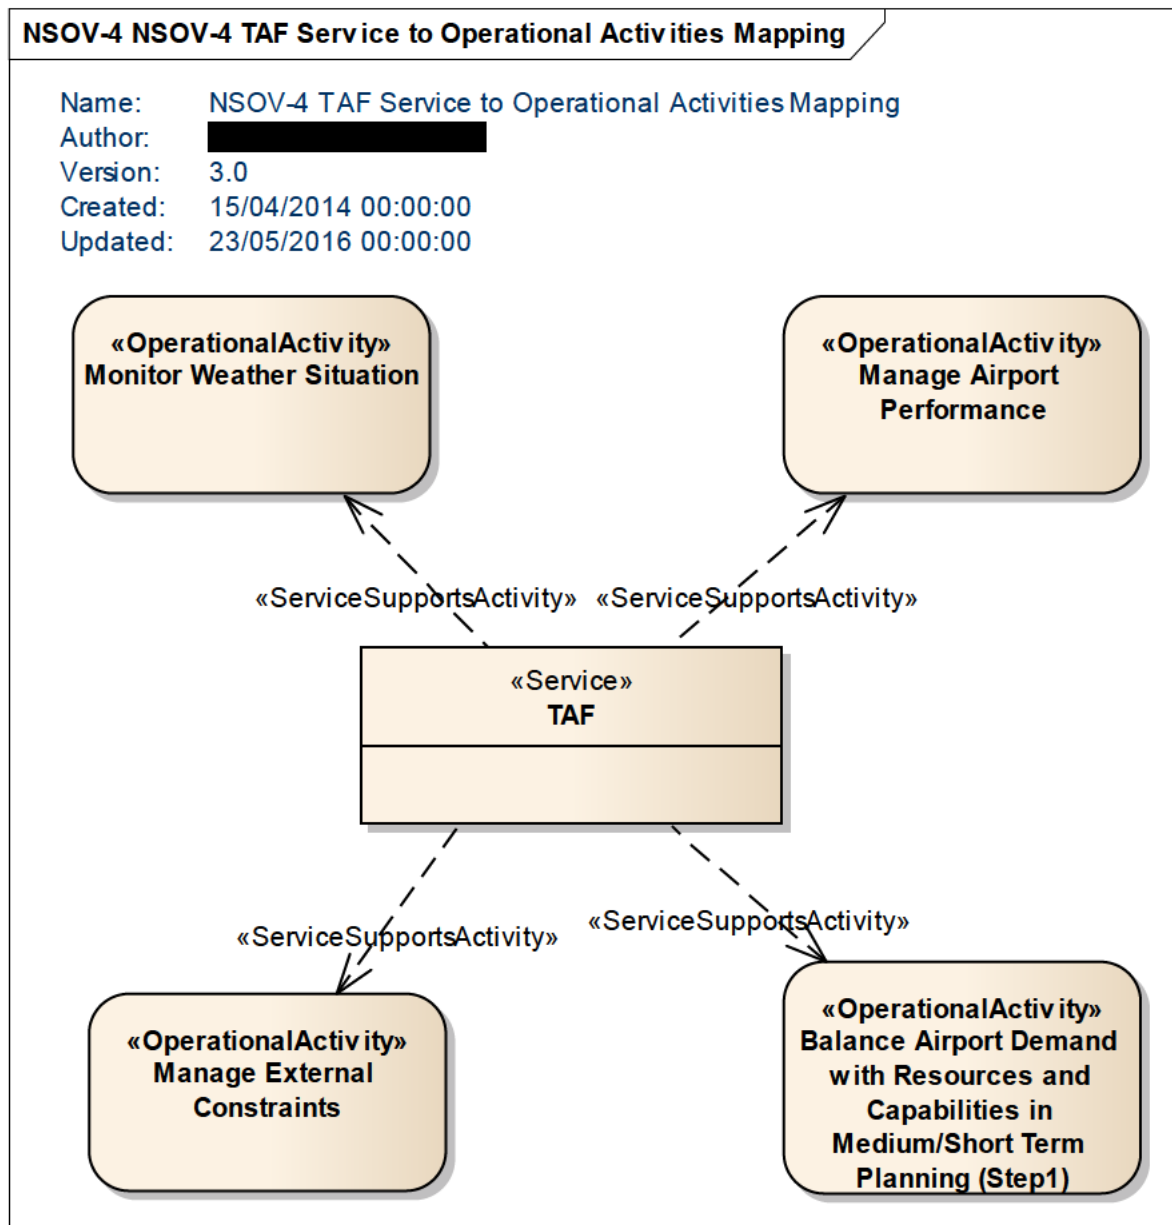 NSOV-4 NSOV-4 TAF Service to Operational Activities Mapping
Name: NSOV-4 TAF Service to Operational Activities Mapping
Author:
Version: 3.0
Created: 15/04/2014 00:00:00
Updated: 23/05/2016 00:00:00
«OperationalActivity»
Monitor Weather Situation
«OperationalActivity»
Manage Airport
Performance
«ServiceSupportsActivity»
«ServiceSupportsActivity»
«Service»
TAF
«ServiceSupportsActivity»
«ServiceSupportsActivity»
«OperationalActivity»
Manage External
Constraints
«OperationalActivity»
Balance Airport Demand
with Resources and
Capabilities in
Medium/Short Term
Planning (Step1)